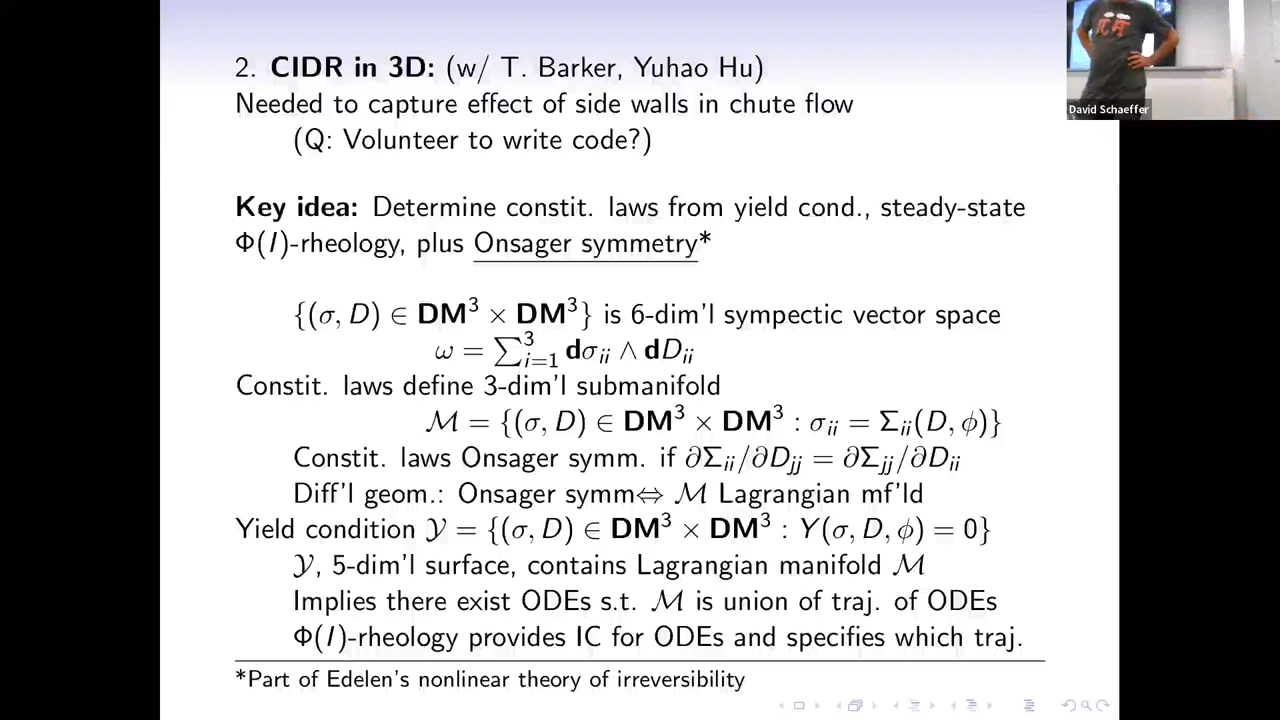 2. CIDR in 3D: (w/ T. Barker, Yuhao Hu)
Needed to capture effect of side walls in chute flow
(Q: Volunteer to write code?)
Key idea: Determine constit. laws from yield cond., steady-state
Φ(I)-rheology, plus Onsager symmetry*
{(σ, D) ∈ DM³ × DM³} is 6-dim'l sympectic vector space
ω = ∑³ᵢ₌₁ dσᵢᵢ ∧ dDᵢᵢ
Constit. laws define 3-dim'l submanifold
ℳ = {(σ, D) ∈ DM³ × DM³ : σᵢᵢ = Σᵢᵢ(D, ϕ)}
Constit. laws Onsager symm. if ∂Σᵢᵢ/∂Dⱼⱼ = ∂Σⱼⱼ/∂Dᵢᵢ
Diff'l geom.: Onsager symm⇔ ℳ Lagrangian mf'ld
Yield condition 𝒴 = {(σ, D) ∈ DM³ × DM³ : Y(σ, D, ϕ) = 0}
𝒴, 5-dim'l surface, contains Lagrangian manifold ℳ
Implies there exist ODEs s.t. ℳ is union of traj. of ODEs
Φ(I)-rheology provides IC for ODEs and specifies which traj.
*Part of Edelen's nonlinear theory of irreversibility
David Schaeffer